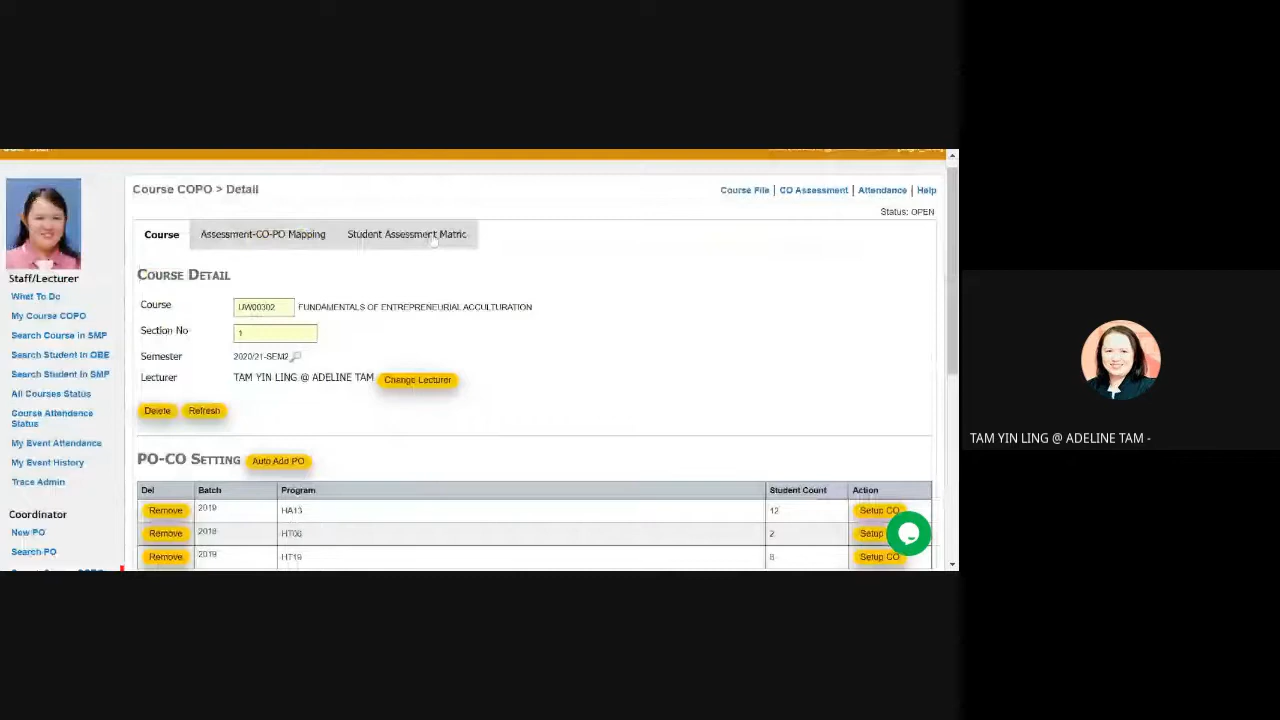 Course COPO > Detail
Course File | CO Assessment | Attendance | Help
Status: OPEN
Course
Assessment-CO-PO Mapping
Student Assessment Matric
COURSE DETAIL
Course
UW00302
FUNDAMENTALS OF ENTREPRENEURIAL ACCULTURATION
Section No
1
Semester
2020/21-SEM2
Lecturer
TAM YIN LING @ ADELINE TAM
Change Lecturer
Delete
Refresh
PO-CO SETTING
Auto Add PO
Del
Batch
Program
Student Count
Action
Remove
2019
HA13
12
Setup CO
Remove
2018
HT06
2
Setup
Remove
2019
HT19
8
Setup CO
Staff/Lecturer
What To Do
My Course COPO
Search Course in SMP
Search Student in OBE
Search Student in SMP
All Courses Status
Course Attendance
Status
My Event Attendance
My Event History
Trace Admin
Coordinator
New PO
Search PO
TAM YIN LING @ ADELINE TAM -